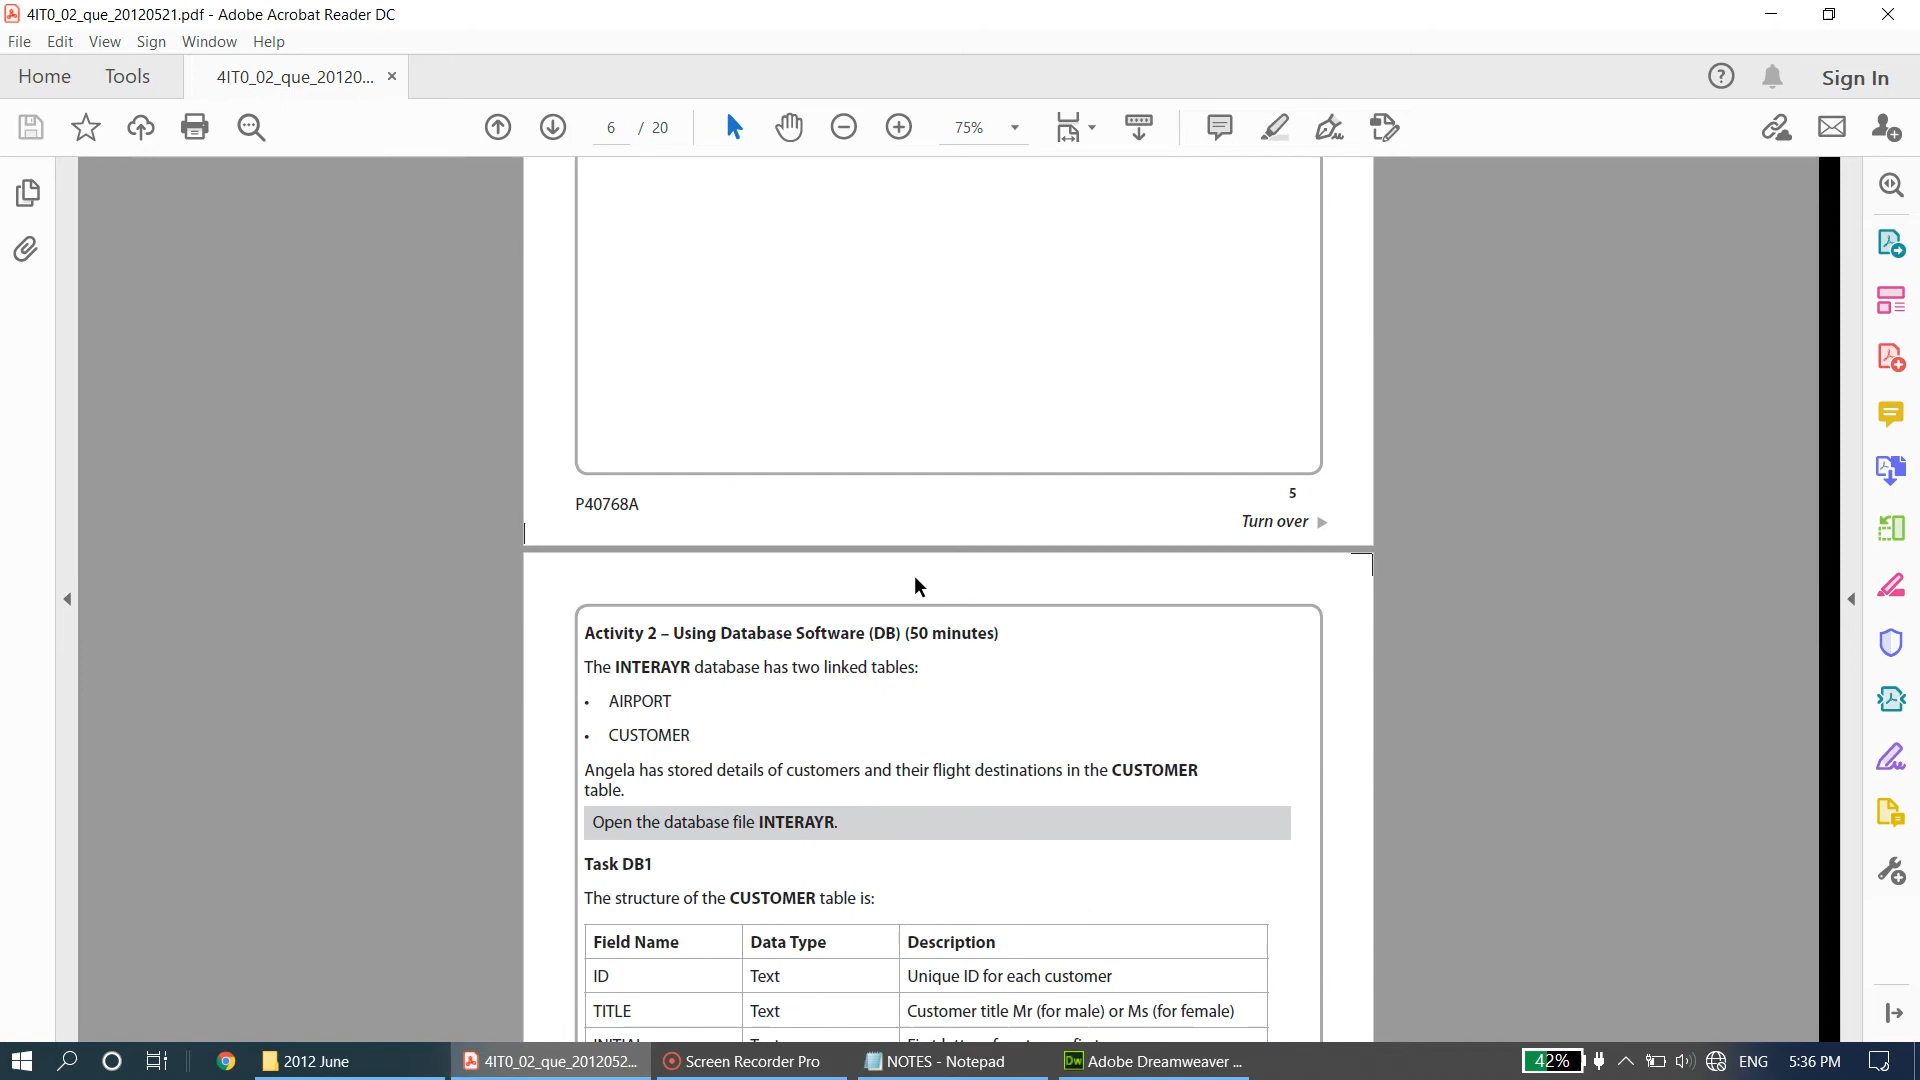 4IT0_02_que_20120521.pdf - Adobe Acrobat Reader DC
File Edit View Sign Window Help
Home Tools 4IT0_02_que_20120... × Sign In
6 / 20 75%
P40768A
5
Turn over
Activity 2 – Using Database Software (DB) (50 minutes)
The INTERAYR database has two linked tables:
• AIRPORT
• CUSTOMER
Angela has stored details of customers and their flight destinations in the CUSTOMER
table.
Open the database file INTERAYR.
Task DB1
The structure of the CUSTOMER table is:
Field Name Data Type Description
ID Text Unique ID for each customer
TITLE Text Customer title Mr (for male) or Ms (for female)
2012 June 4IT0_02_que_2012052... Screen Recorder Pro NOTES - Notepad Dw Adobe Dreamweaver ... 42% ENG 5:36 PM